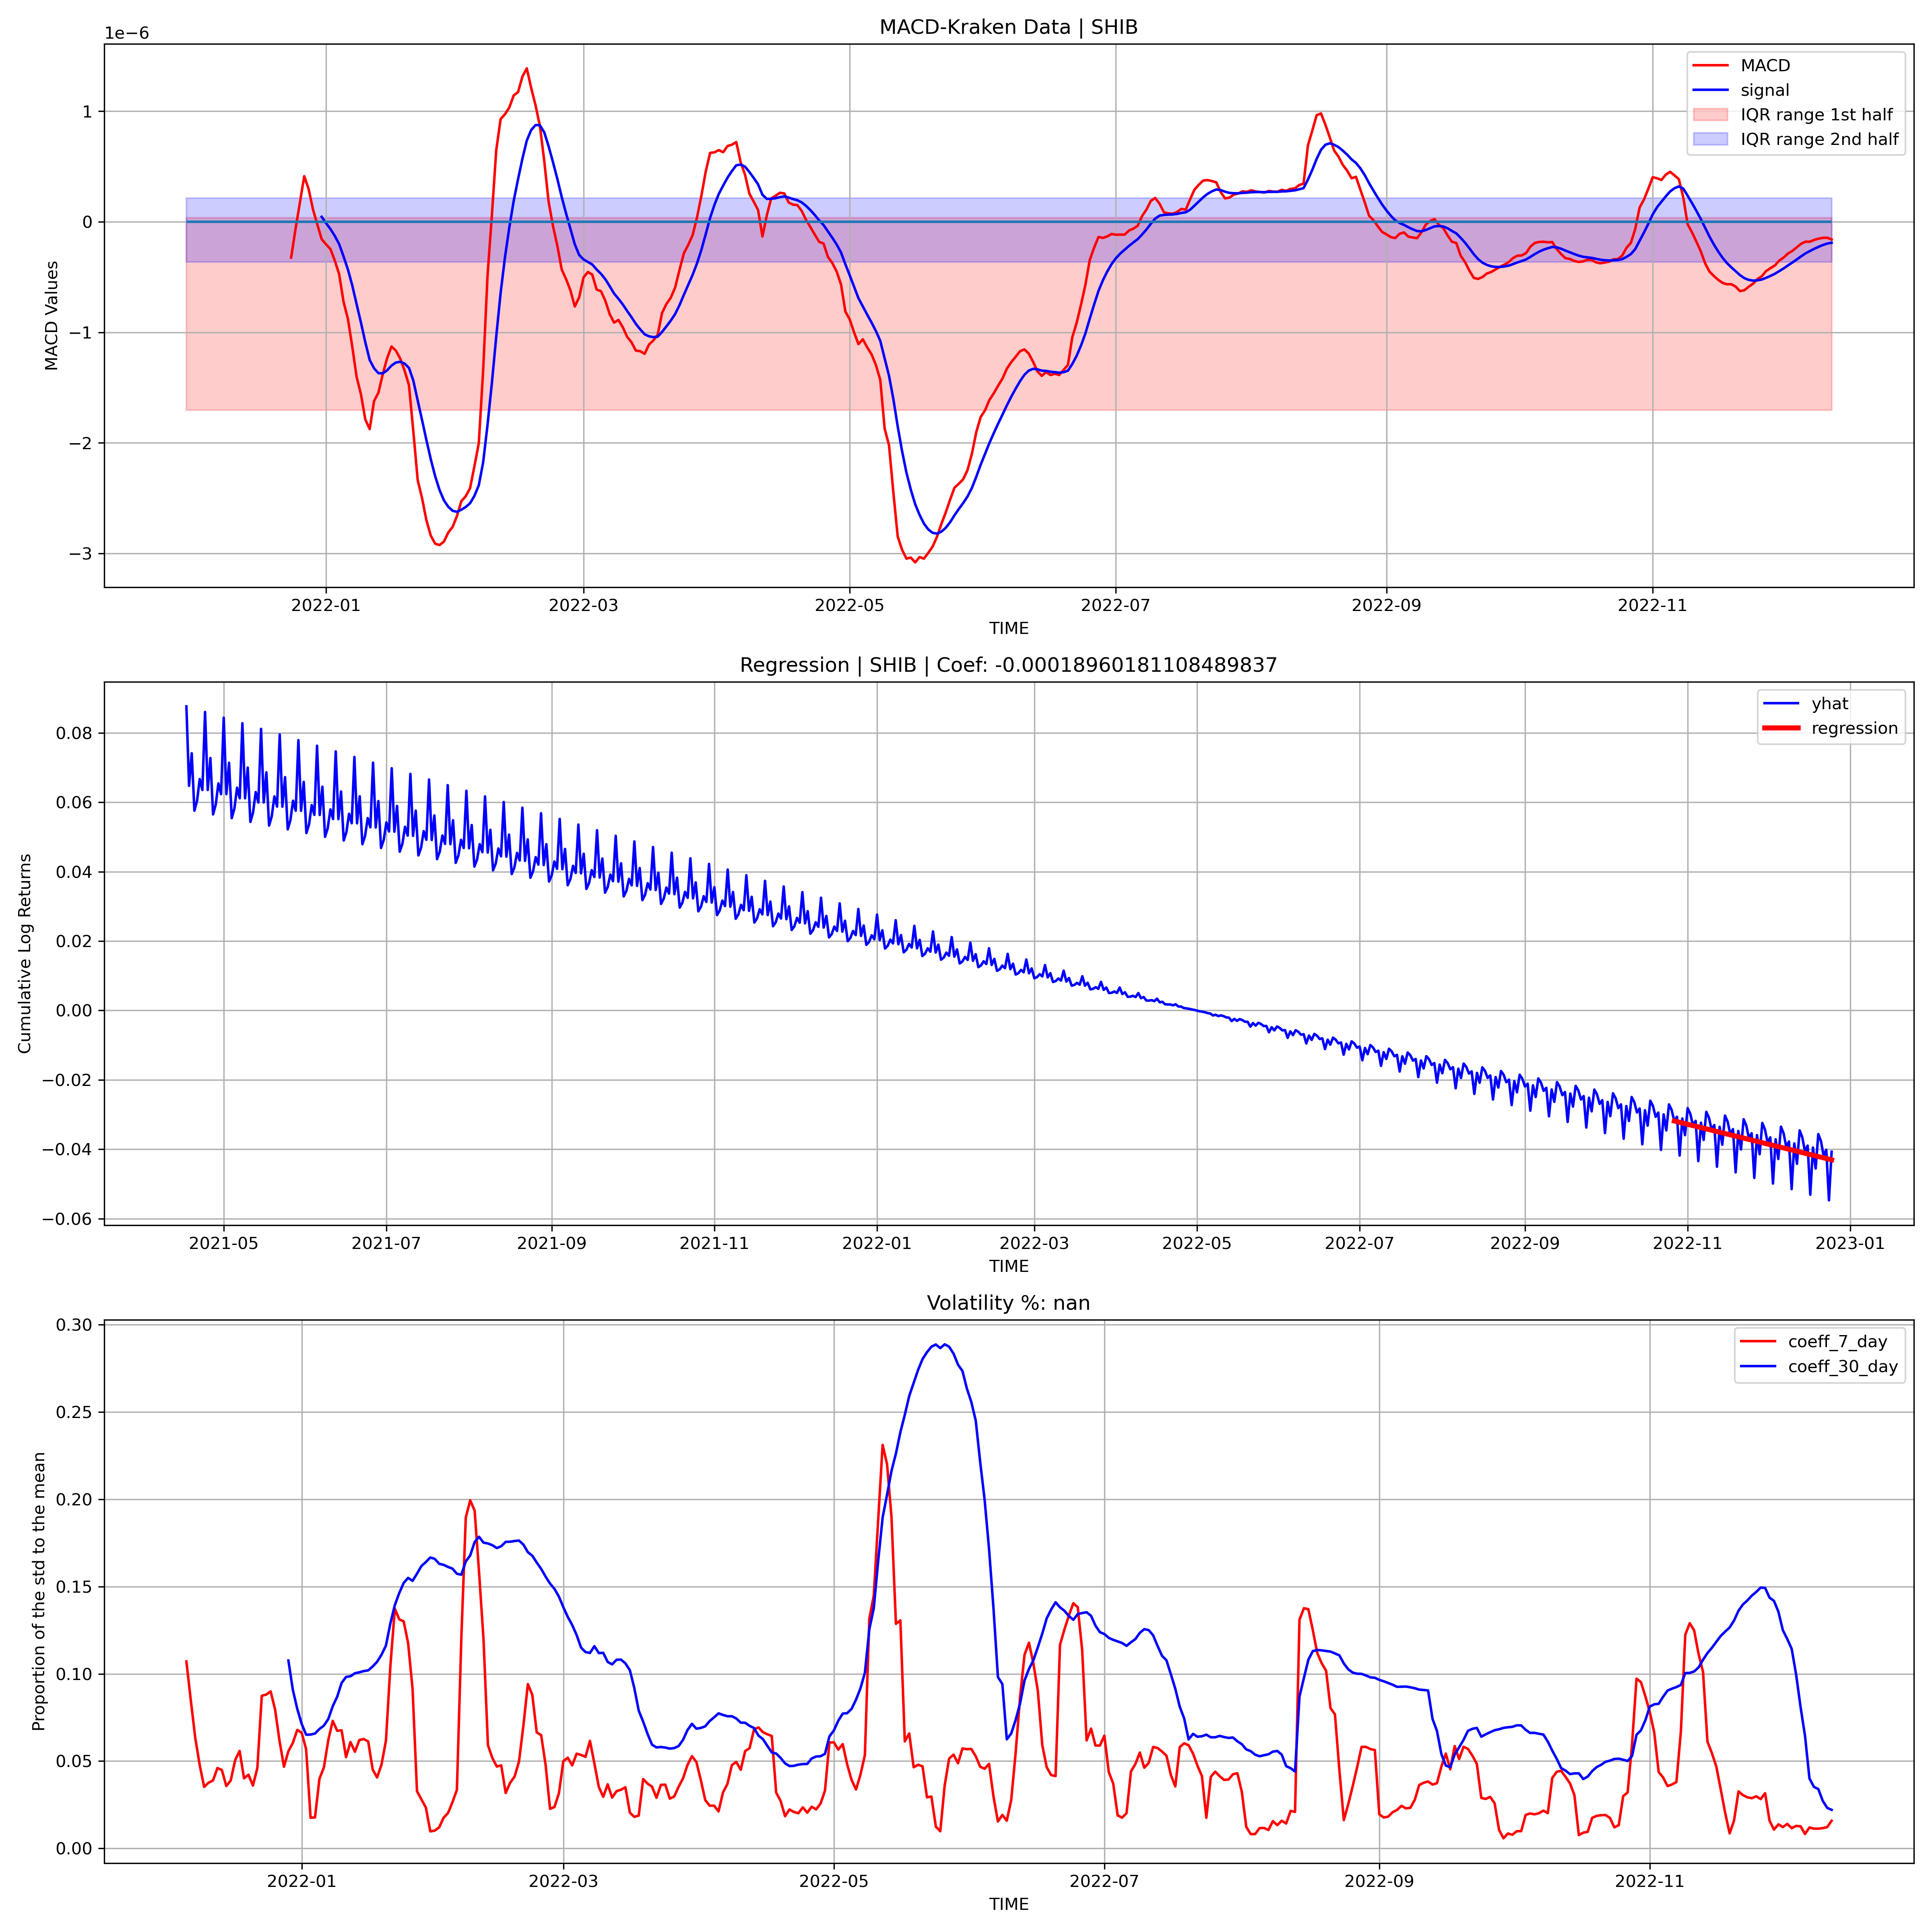 MACD-Kraken Data | SHIB
1e−6
MACD
signal
IQR range 1st half
IQR range 2nd half
1
0
−1
−2
−3
MACD Values
2022-01 2022-03 2022-05 2022-07 2022-09 2022-11
TIME
Regression | SHIB | Coef: -0.00018960181108489837
yhat
regression
0.08
0.06
0.04
0.02
0.00
−0.02
−0.04
−0.06
Cumulative Log Returns
2021-05 2021-07 2021-09 2021-11 2022-01 2022-03 2022-05 2022-07 2022-09 2022-11 2023-01
TIME
Volatility %: nan
coeff_7_day
coeff_30_day
0.30
0.25
0.20
0.15
0.10
0.05
0.00
Proportion of the std to the mean
2022-01 2022-03 2022-05 2022-07 2022-09 2022-11
TIME